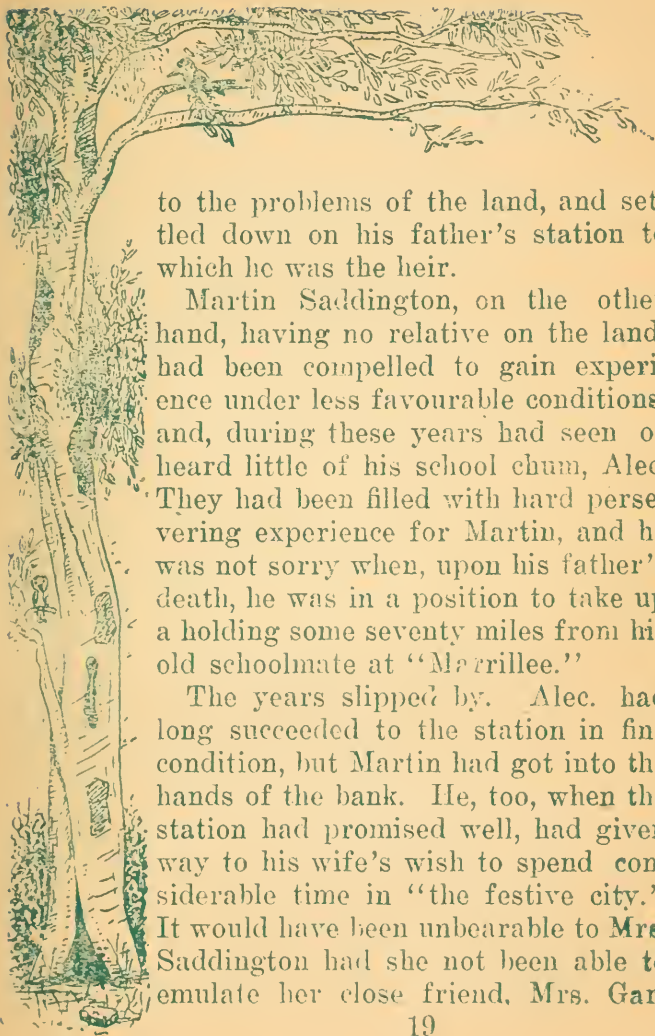 to the problems of the land, and set-
tled down on his father's station t
which he was the heir.
Martin Saddington, on the othe
hand, having no relative on the land
had been compelled to gain experi
ence under less favourable conditions
and, during these years had seen o
heard little of his school chum, Alec
They had been filled with hard perse
vering experience for Martin, and h
was not sorry when, upon his father'
death, he was in a position to take u
a holding some seventy miles from hi
old schoolmate at "Merrillee."
The years slipped by. Alec. had
long succeeded to the station in fin
condition, but Martin had got into th
hands of the bank. He, too, when th
station had promised well, had given
way to his wife's wish to spend con
siderable time in "the festive city."
It would have been unbearable to Mrs
Saddington had she not been able t
emulate her close friend, Mrs. Gar
19